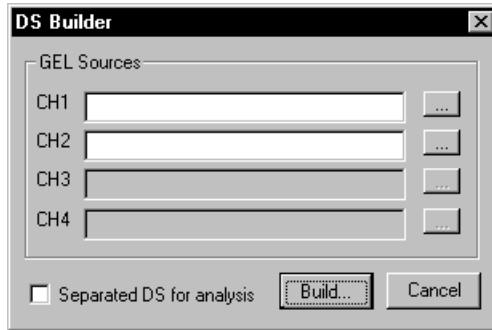 DS Builder
GEL Sources
CH1 ...
CH2 ...
CH3 ...
CH4 ...
Separated DS for analysis Build... Cancel